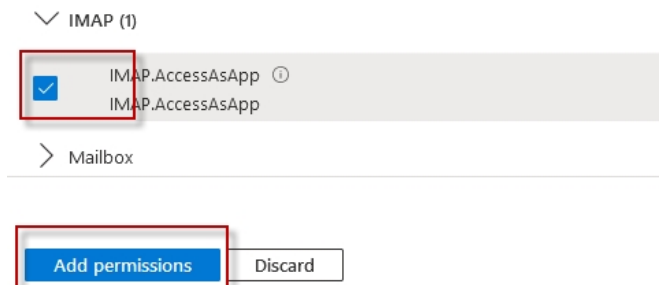 IMAP (1)
IMAP.AccessAsApp
IMAP.AccessAsApp
Mailbox
Add permissions Discard